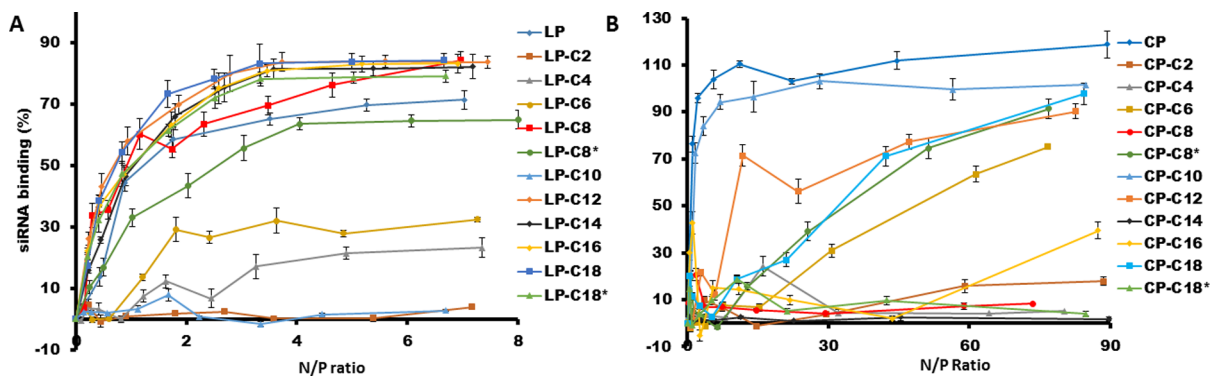 A
siRNA binding (%)
90
70
50
30
10
-10
0
2
4
6
8
N/P ratio
LP
LP-C2
LP-C4
LP-C6
LP-C8
LP-C8*
LP-C10
LP-C12
LP-C14
LP-C16
LP-C18
LP-C18*
B
130
110
90
70
50
30
10
-10
0
30
60
90
N/P Ratio
CP
CP-C2
CP-C4
CP-C6
CP-C8
CP-C8*
CP-C10
CP-C12
CP-C14
CP-C16
CP-C18
CP-C18*